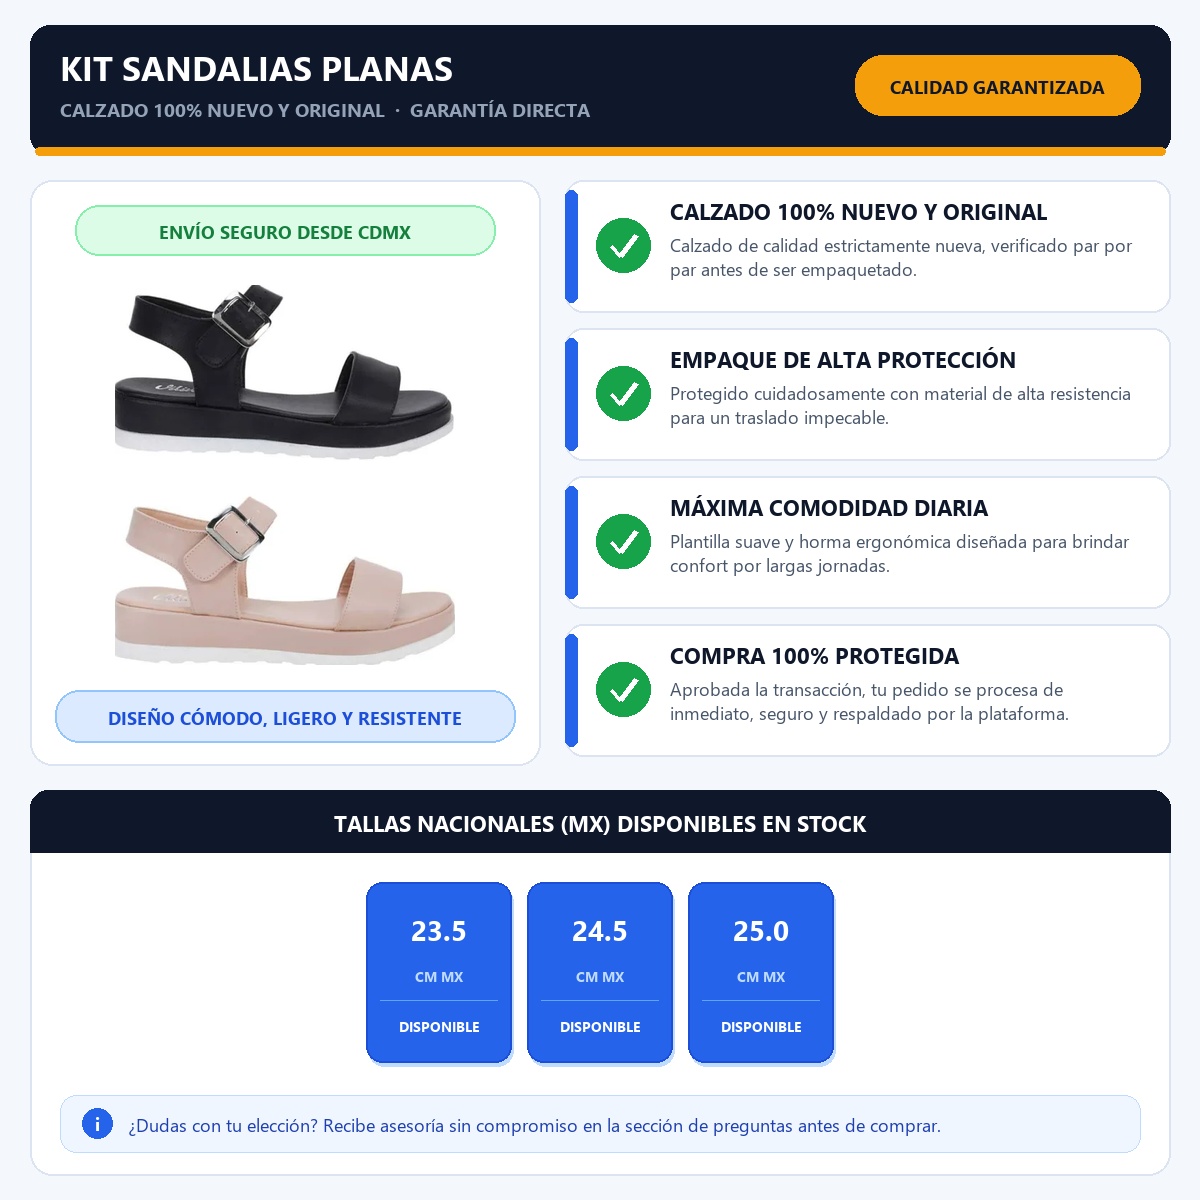 KIT SANDALIAS PLANAS
CALZADO 100% NUEVO Y ORIGINAL · GARANTÍA DIRECTA
CALIDAD GARANTIZADA
ENVÍO SEGURO DESDE CDMX
DISEÑO CÓMODO, LIGERO Y RESISTENTE
CALZADO 100% NUEVO Y ORIGINAL
Calzado de calidad estrictamente nueva, verificado par por
par antes de ser empaquetado.
EMPAQUE DE ALTA PROTECCIÓN
Protegido cuidadosamente con material de alta resistencia
para un traslado impecable.
MÁXIMA COMODIDAD DIARIA
Plantilla suave y horma ergonómica diseñada para brindar
confort por largas jornadas.
COMPRA 100% PROTEGIDA
Aprobada la transacción, tu pedido se procesa de
inmediato, seguro y respaldado por la plataforma.
TALLAS NACIONALES (MX) DISPONIBLES EN STOCK
23.5
CM MX
DISPONIBLE
24.5
CM MX
DISPONIBLE
25.0
CM MX
DISPONIBLE
¿Dudas con tu elección? Recibe asesoría sin compromiso en la sección de preguntas antes de comprar.